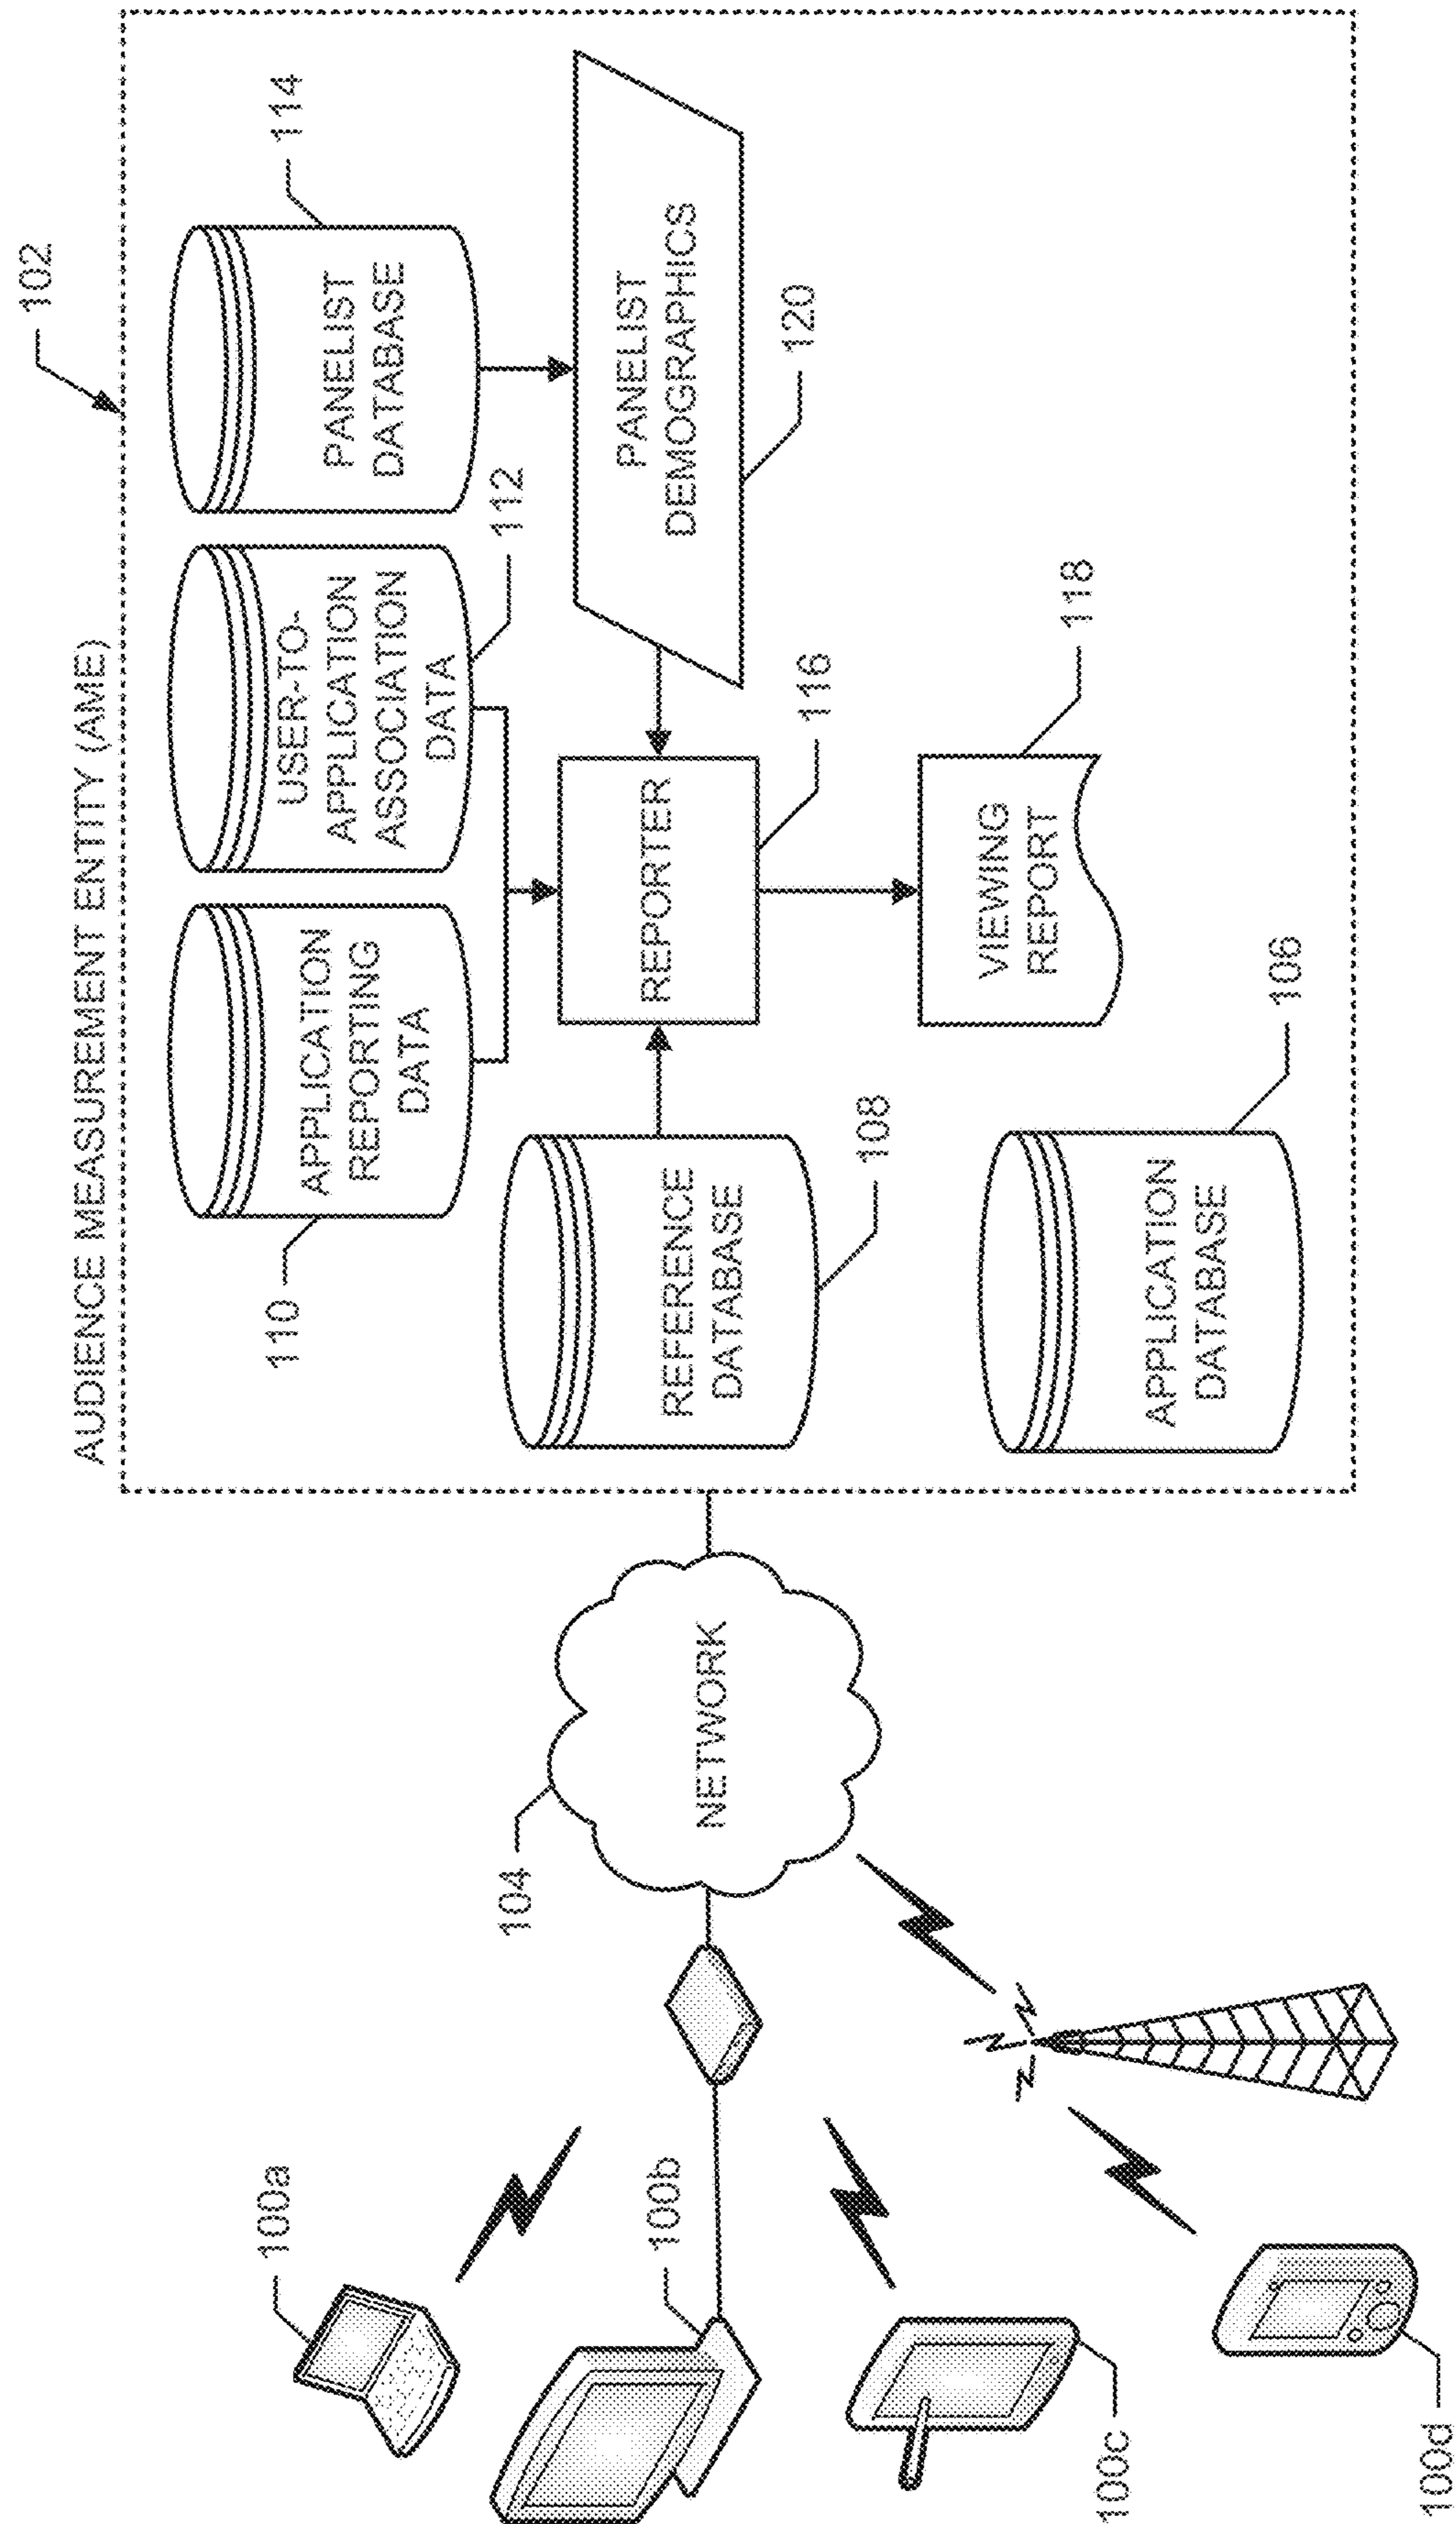 AUDIENCE MEASUREMENT ENTITY (AME)
102
110
APPLICATION
REPORTING
DATA
USER-TO-
APPLICATION
ASSOCIATION
DATA
112
PANELIST
DATABASE
114
104
NETWORK
REFERENCE
DATABASE
108
REPORTER
116
PANELIST
DEMOGRAPHICS
120
100a
100b
100c
100d
APPLICATION
DATABASE
106
VIEWING
REPORT
118